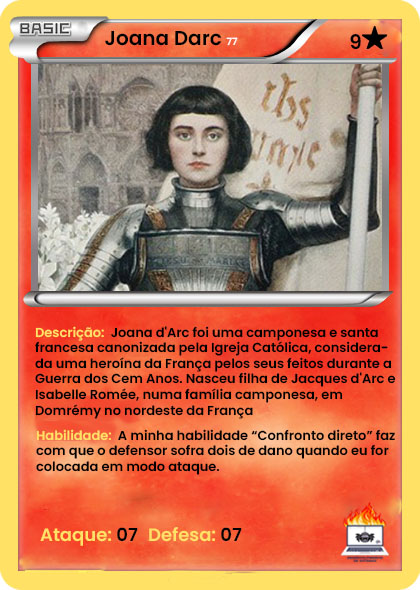 BASIC
Joana Darc 77
9★
ihs
Descrição: Joana d'Arc foi uma camponesa e santa
francesa canonizada pela Igreja Católica, considera-
da uma heroína da França pelos seus feitos durante a
Guerra dos Cem Anos. Nasceu filha de Jacques d'Arc e
Isabelle Romée, numa família camponesa, em
Domrémy no nordeste da França
Habilidade: A minha habilidade “Confronto direto” faz
com que o defensor sofra dois de dano quando eu for
colocada em modo ataque.
Ataque: 07 Defesa: 07